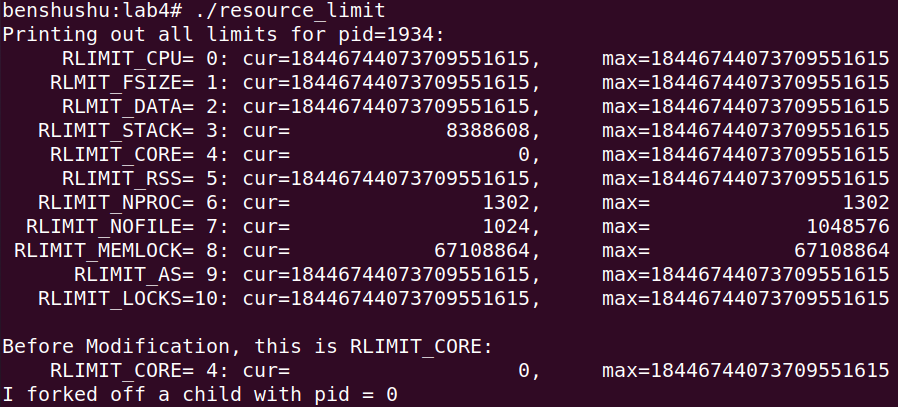 benshushu:lab4# ./resource_limit
Printing out all limits for pid=1934:
     RLIMIT_CPU= 0: cur=18446744073709551615,     max=18446744073709551615
    RLMIT_FSIZE= 1: cur=18446744073709551615,     max=18446744073709551615
     RLMIT_DATA= 2: cur=18446744073709551615,     max=18446744073709551615
   RLIMIT_STACK= 3: cur=             8388608,     max=18446744073709551615
    RLIMIT_CORE= 4: cur=                   0,     max=18446744073709551615
     RLIMIT_RSS= 5: cur=18446744073709551615,     max=18446744073709551615
   RLIMIT_NPROC= 6: cur=                1302,     max=                1302
  RLIMIT_NOFILE= 7: cur=                1024,     max=             1048576
 RLIMIT_MEMLOCK= 8: cur=            67108864,     max=            67108864
      RLIMIT_AS= 9: cur=18446744073709551615,     max=18446744073709551615
   RLIMIT_LOCKS=10: cur=18446744073709551615,     max=18446744073709551615

Before Modification, this is RLIMIT_CORE:
    RLIMIT_CORE= 4: cur=                   0,     max=18446744073709551615
I forked off a child with pid = 0